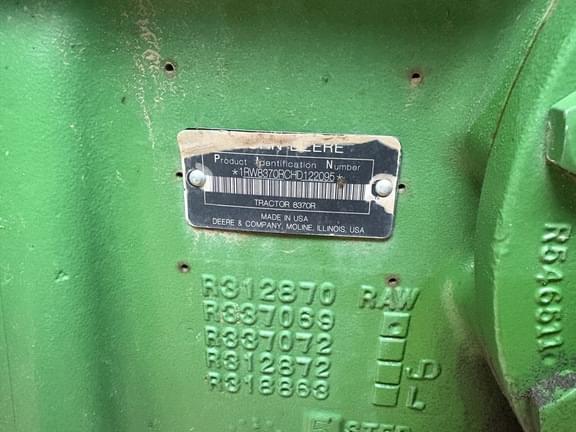 DEERE
Product Identification Number
*1RW8370RCHD122095*
TRACTOR 8370R
MADE IN USA
DEERE & COMPANY, MOLINE, ILLINOIS, USA
R312870 RAW
R337069
R337072
R312872 JD
R318863 L
R546511